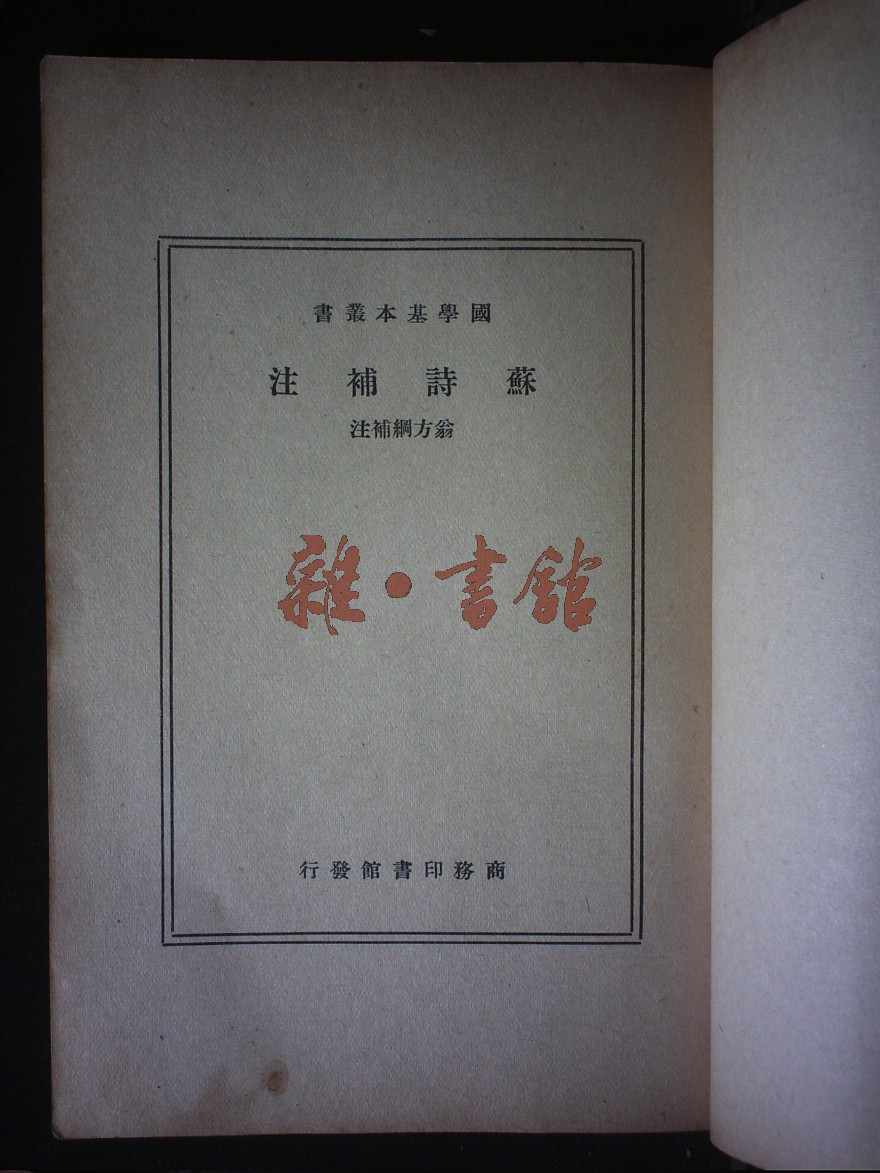 國學基本叢書
蘇詩補注
翁方綱補注
雜·書館
商務印書館發行